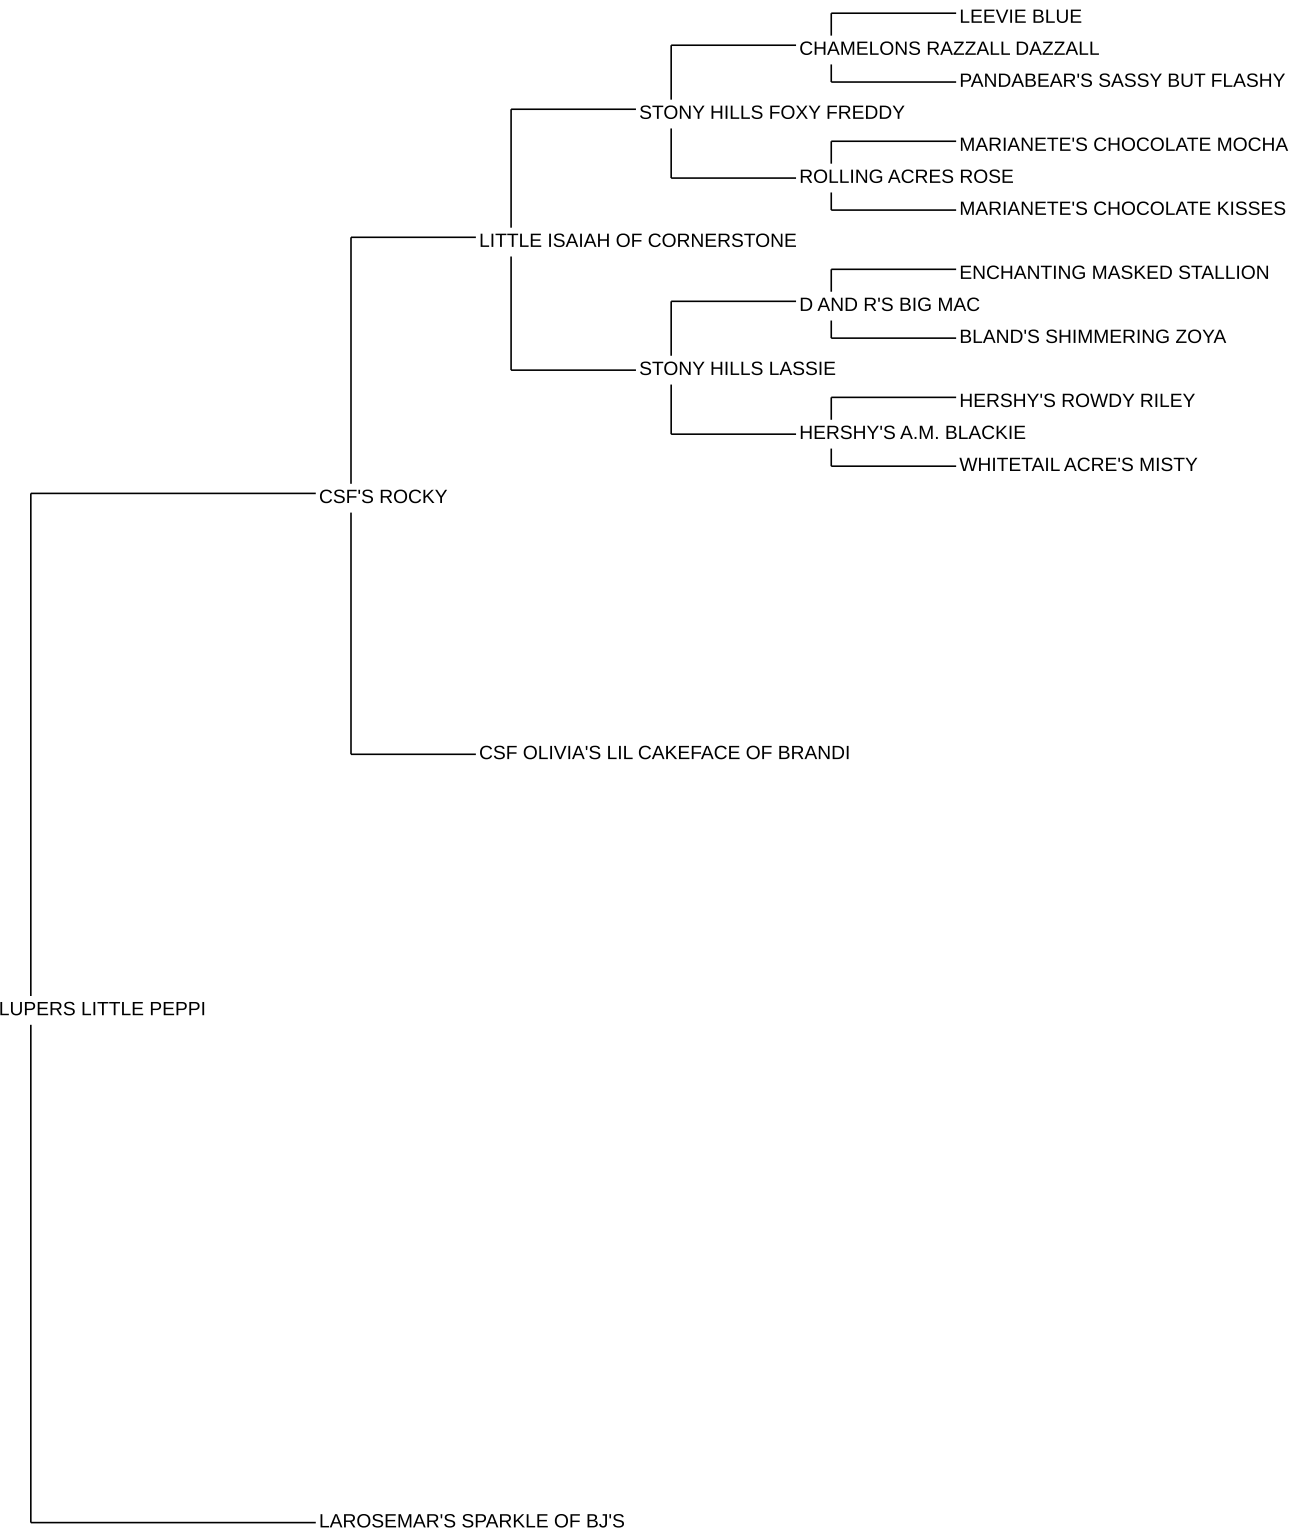 LEEVIE BLUE
CHAMELONS RAZZALL DAZZALL
PANDABEAR'S SASSY BUT FLASHY
STONY HILLS FOXY FREDDY
MARIANETE'S CHOCOLATE MOCHA
ROLLING ACRES ROSE
MARIANETE'S CHOCOLATE KISSES
LITTLE ISAIAH OF CORNERSTONE
ENCHANTING MASKED STALLION
D AND R'S BIG MAC
BLAND'S SHIMMERING ZOYA
STONY HILLS LASSIE
HERSHY'S ROWDY RILEY
HERSHY'S A.M. BLACKIE
WHITETAIL ACRE'S MISTY
CSF'S ROCKY
CSF OLIVIA'S LIL CAKEFACE OF BRANDI
LUPERS LITTLE PEPPI
LAROSEMAR'S SPARKLE OF BJ'S